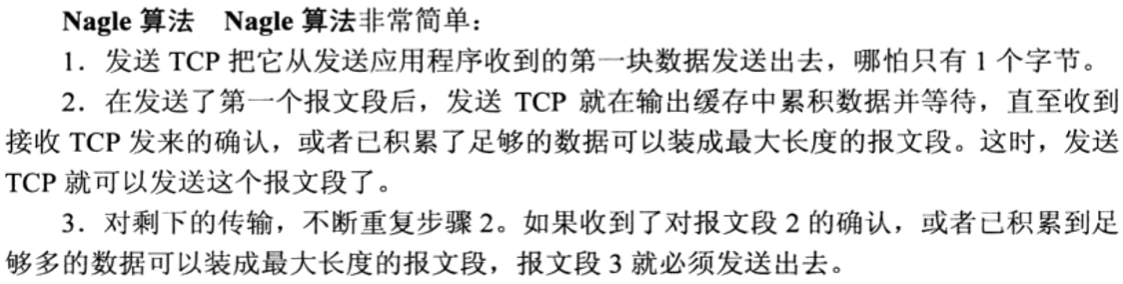 Nagle 算法 Nagle 算法非常简单：
1．发送 TCP 把它从发送应用程序收到的第一块数据发送出去，哪怕只有 1 个字节。
2．在发送了第一个报文段后，发送 TCP 就在输出缓存中累积数据并等待，直至收到
接收 TCP 发来的确认，或者已积累了足够的数据可以装成最大长度的报文段。这时，发送
TCP 就可以发送这个报文段了。
3．对剩下的传输，不断重复步骤 2。如果收到了对报文段 2 的确认，或者已积累到足
够多的数据可以装成最大长度的报文段，报文段 3 就必须发送出去。